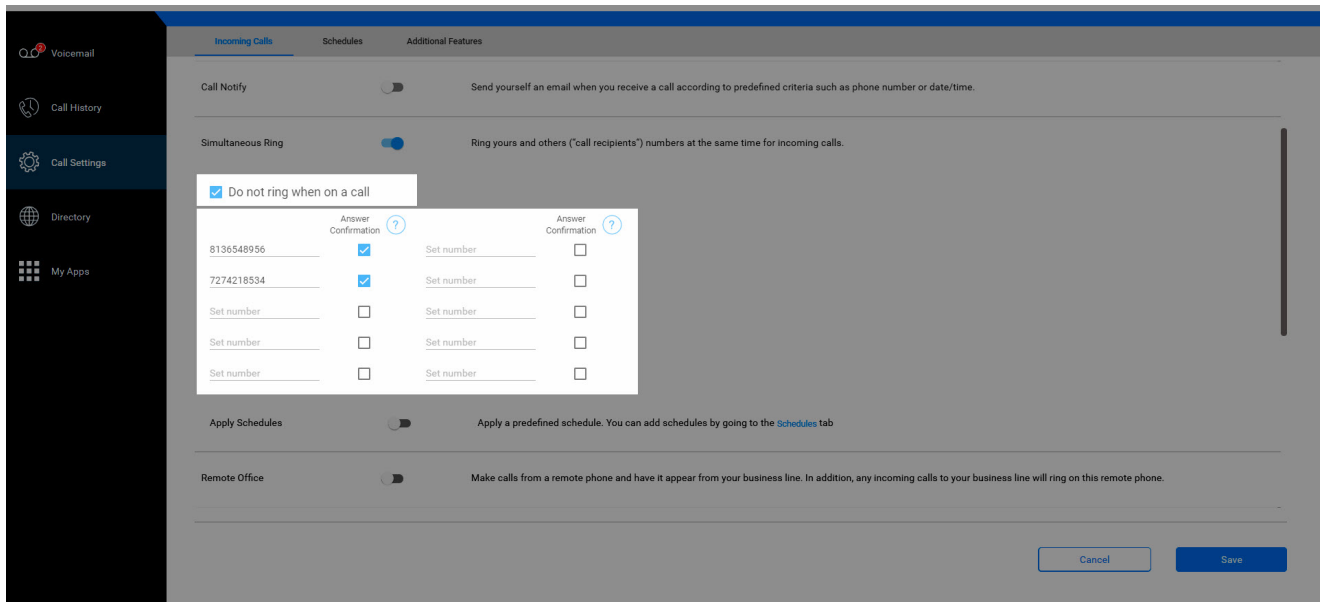 2
Voicemail
Call History
Call Settings
Directory
My Apps
Incoming Calls Schedules Additional Features
Call Notify Send yourself an email when you receive a call according to predefined criteria such as phone number or date/time.
Simultaneous Ring Ring yours and others ("call recipients") numbers at the same time for incoming calls.
Do not ring when on a call
Answer Confirmation ? Answer Confirmation ?
8136548956 Set number
7274218534 Set number
Set number Set number
Set number Set number
Set number Set number
Apply Schedules Apply a predefined schedule. You can add schedules by going to the Schedules tab
Remote Office Make calls from a remote phone and have it appear from your business line. In addition, any incoming calls to your business line will ring on this remote phone.
Cancel Save